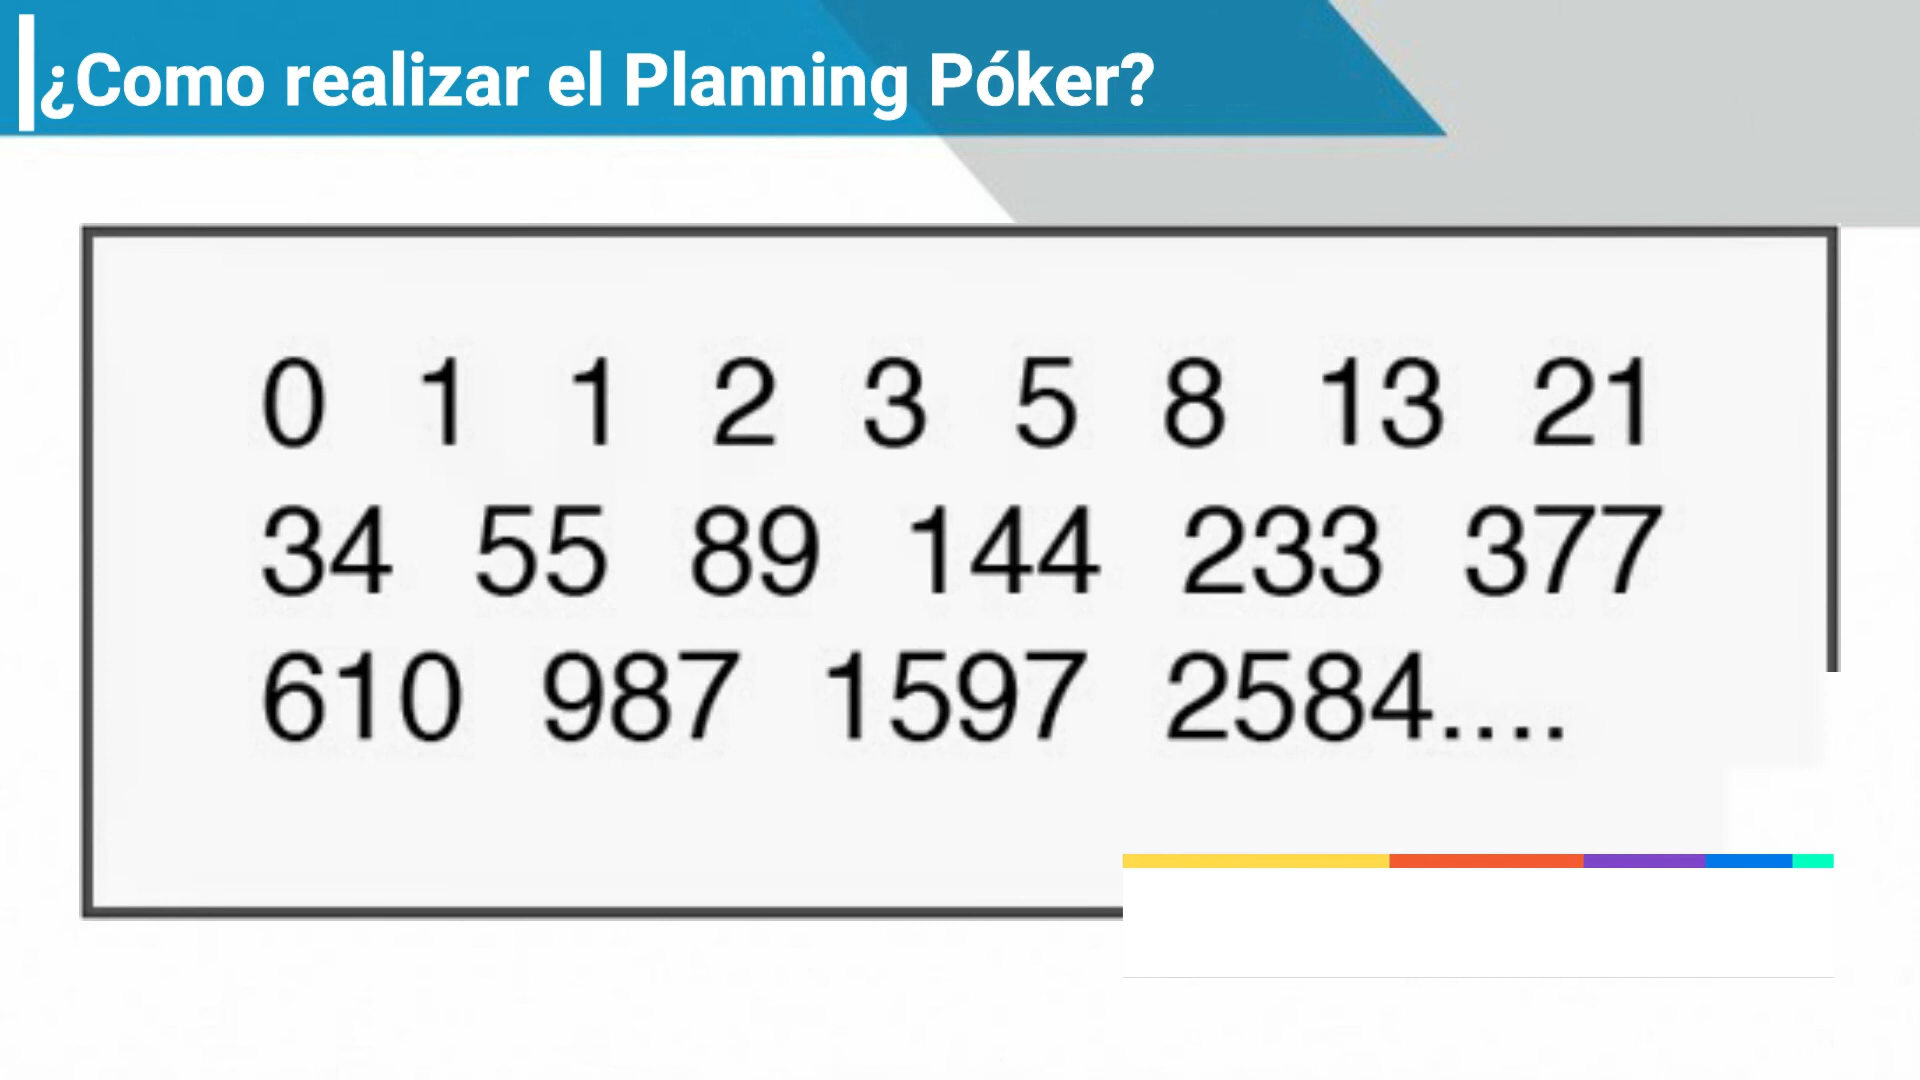 ¿Como realizar el Planning Póker?
0 1 1 2 3 5 8 13 21
34 55 89 144 233 377
610 987 1597 2584....